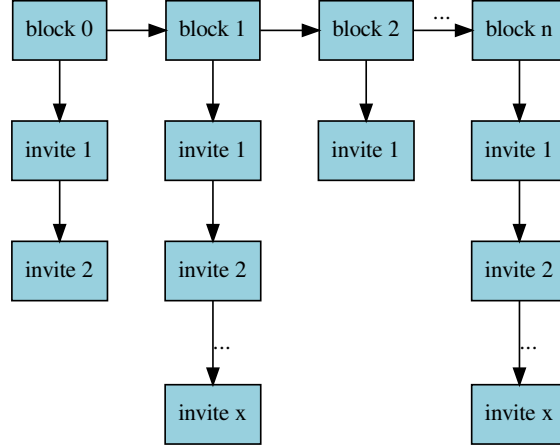 block 0
block 1
block 2
...
block n
invite 1
invite 1
invite 1
invite 1
invite 2
invite 2
invite 2
...
...
invite x
invite x